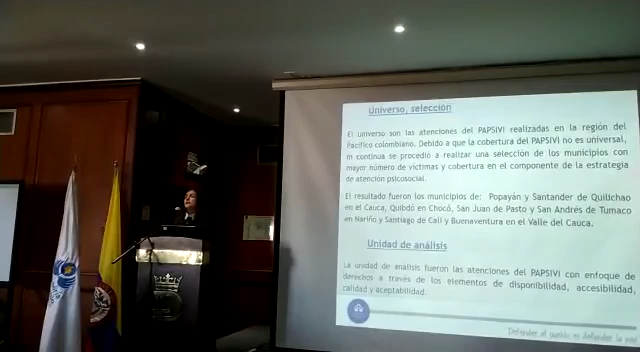 Universo, selección
El universo son las atenciones del PAPSIVI realizadas en la región del
Pacífico colombiano. Debido a que la cobertura del PAPSIVI no es universal,
m continua se procedió a realizar una selección de los municipios con
mayor número de víctimas y cobertura en el componente de la estrategia
de atención psicosocial.
El resultado fueron los municipios de: Popayán y Santander de Quilichao
en el Cauca, Quibdó en Chocó, San Juan de Pasto y San Andrés de Tumaco
en Nariño y Santiago de Cali y Buenaventura en el Valle del Cauca.
Unidad de análisis
La unidad de análisis fueron las atenciones del PAPSIVI con enfoque de
derechos a través de los elementos de disponibilidad, accesibilidad,
calidad y aceptabilidad.
Defender al pueblo es defender la paz